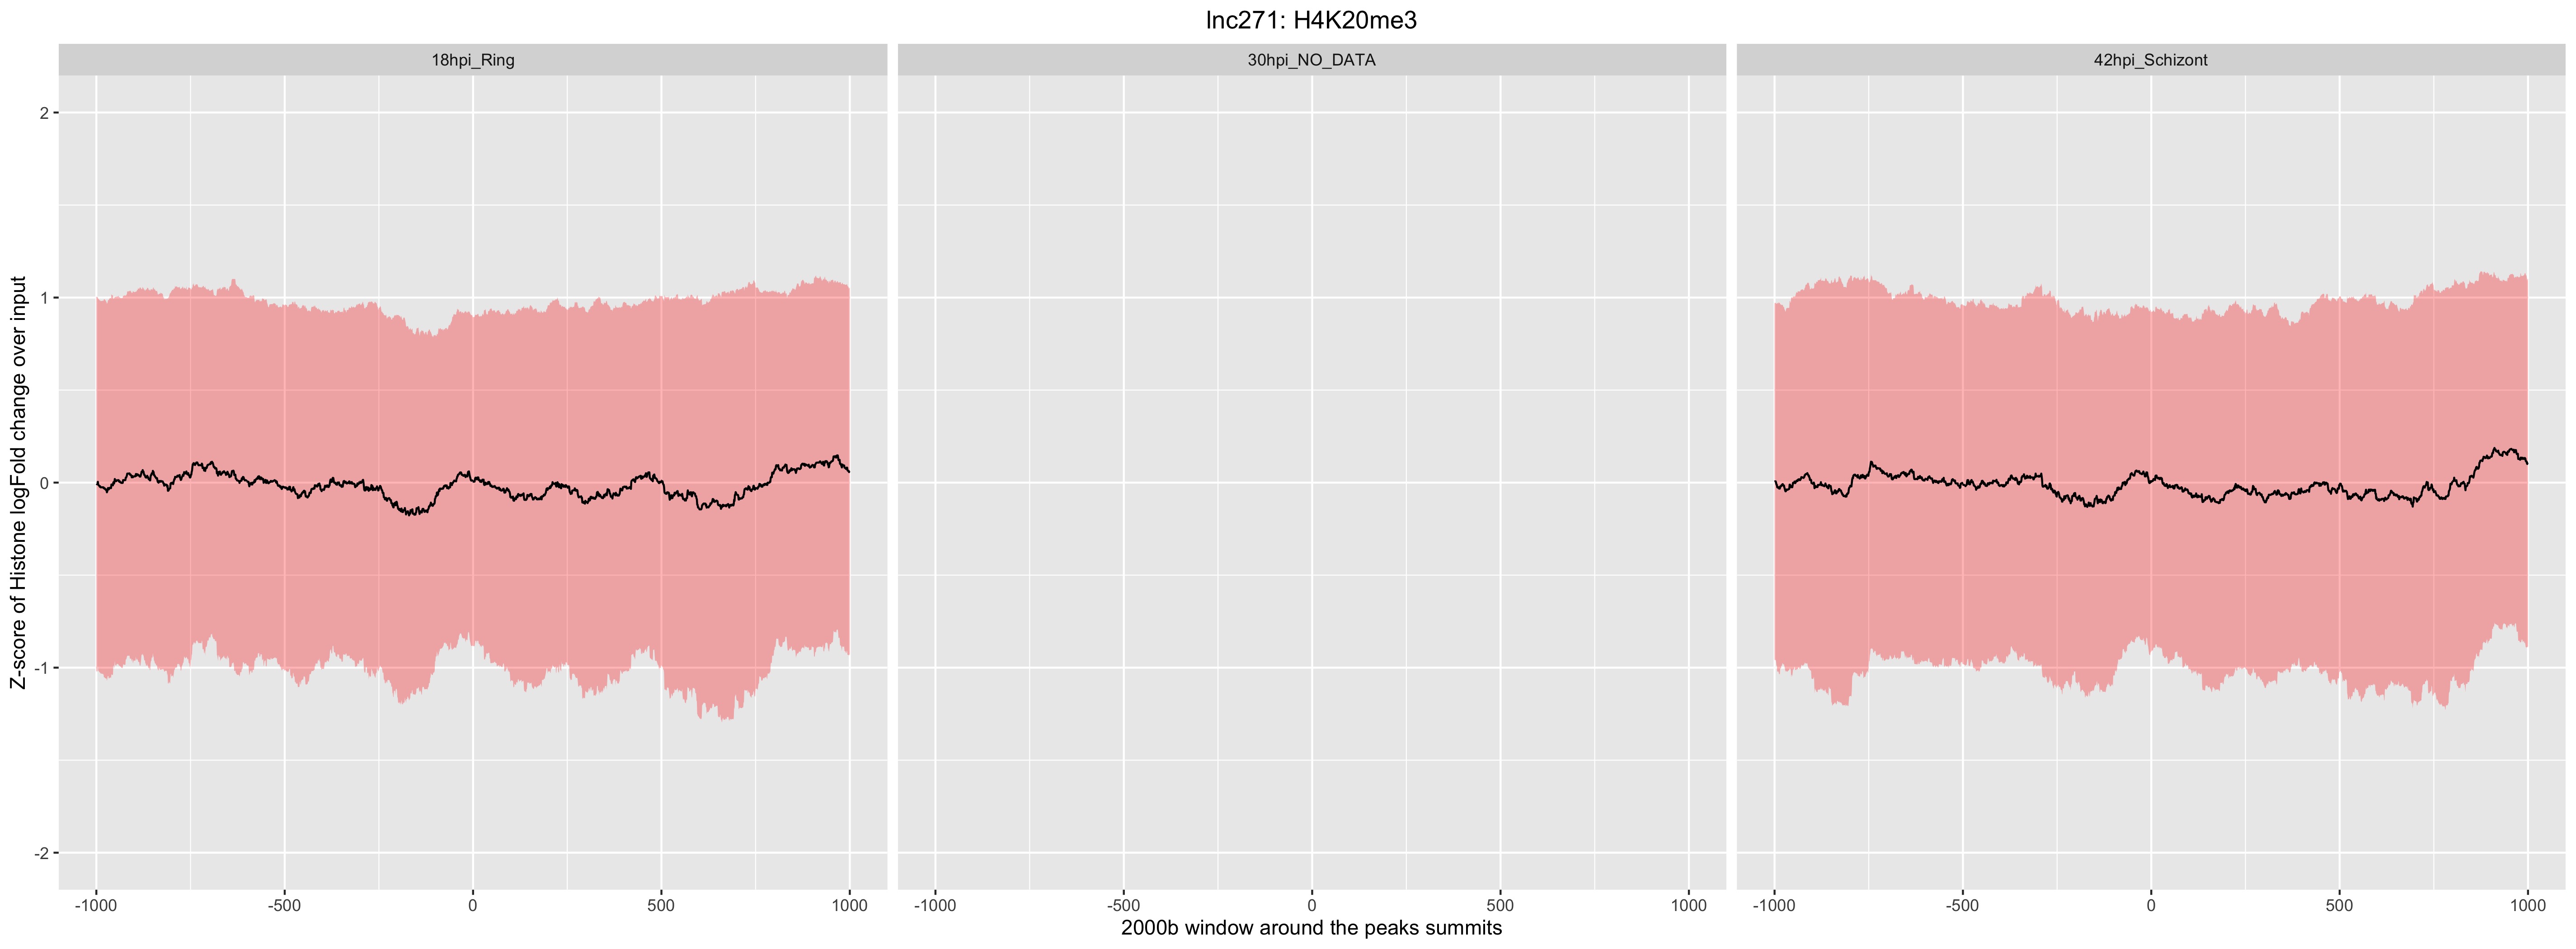 lnc271: H4K20me3
18hpi_Ring
30hpi_NO_DATA
42hpi_Schizont
Z-score of Histone logFold change over input
2
1
0
-1
-2
-1000 -500 0 500 1000
-1000 -500 0 500 1000
-1000 -500 0 500 1000
2000b window around the peaks summits